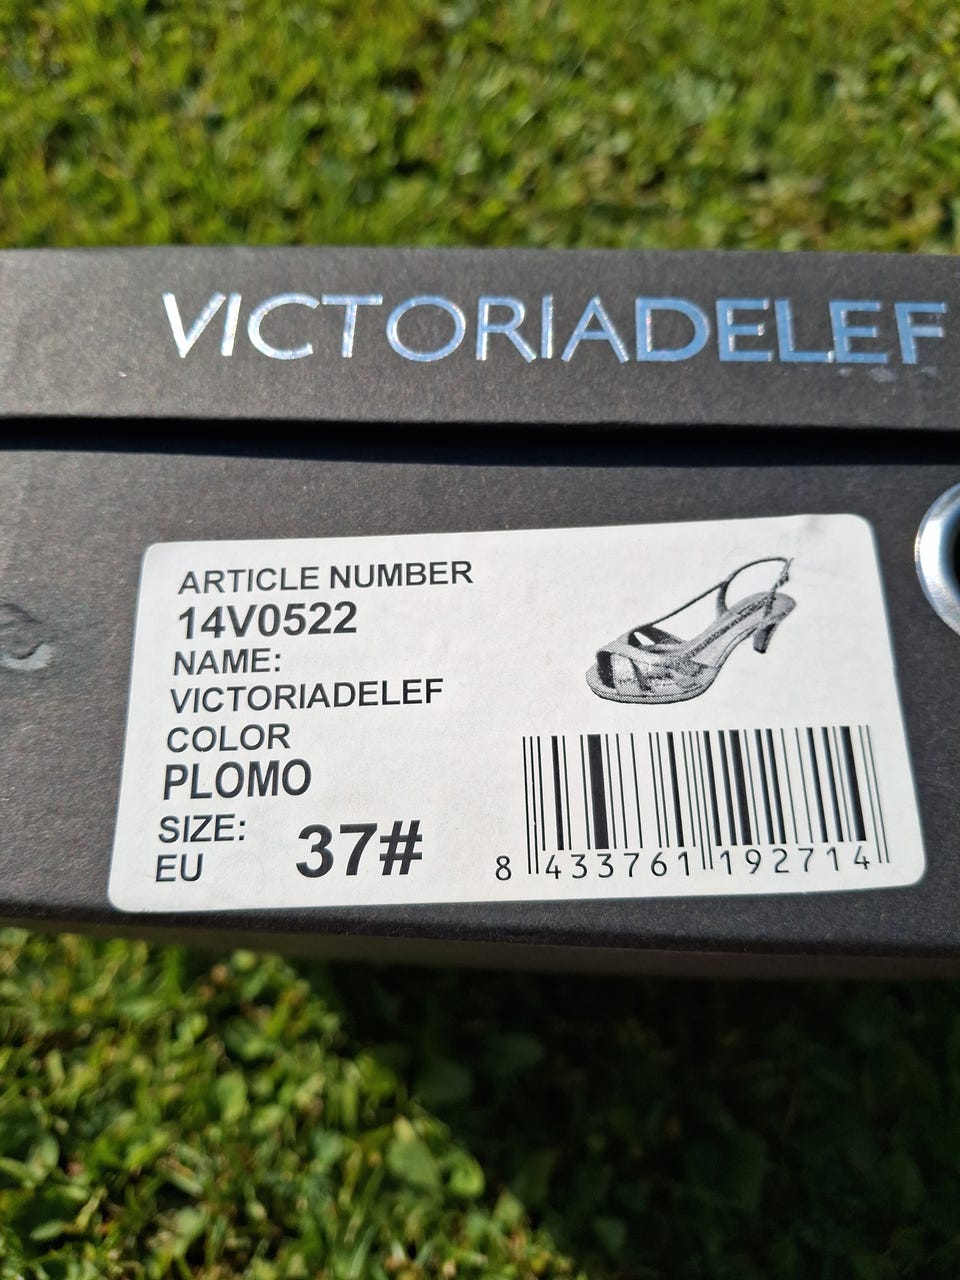 VICTORIADELEF
ARTICLE NUMBER
14V0522
NAME:
VICTORIADELEF
COLOR
PLOMO
SIZE:
EU 37#
8 433761 192714